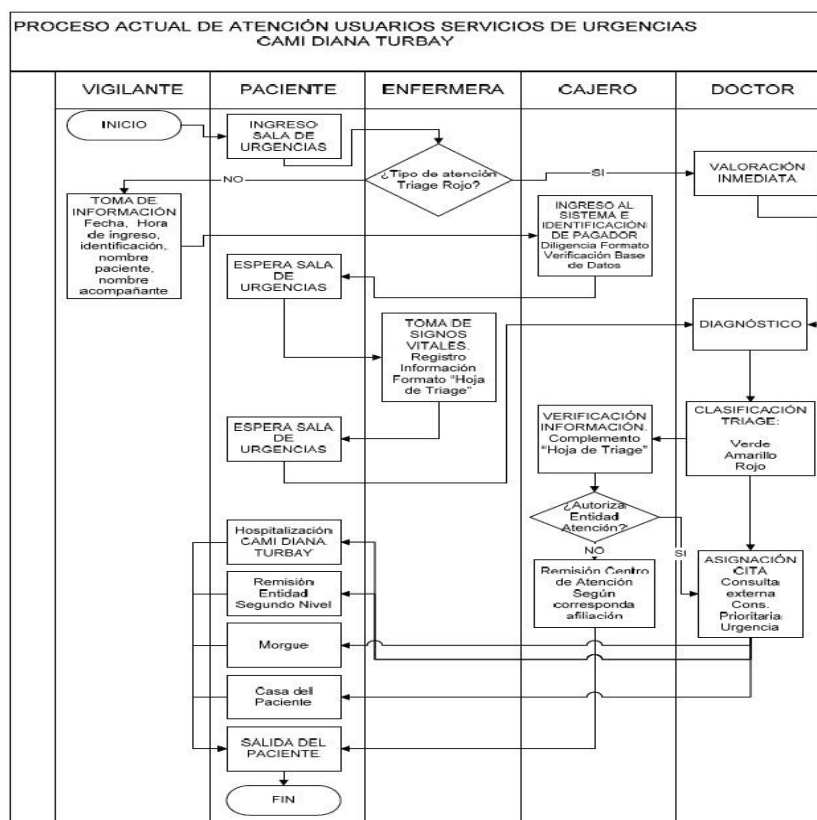 PROCESO ACTUAL DE ATENCIÓN USUARIOS SERVICIOS DE URGENCIAS
CAMI DIANA TURBAY
VIGILANTE
PACIENTE
ENFERMERA
CAJERO
DOCTOR
INICIO
INGRESO
SALA DE
URGENCIAS
¿Tipo de atención
Triage Rojo?
NO
SI
VALORACIÓN
INMEDIATA
TOMA DE
INFORMACIÓN
Fecha, Hora
de ingreso,
identificación,
nombre
paciente,
nombre
acompañante
INGRESO AL
SISTEMA E
IDENTIFICACIÓN
DE PAGADOR
Diligencia Formato
Verificación Base
de Datos
ESPERA SALA
DE
URGENCIAS
TOMA DE
SIGNOS
VITALES.
Registro
Información
Formato "Hoja
de Triage"
DIAGNÓSTICO
ESPERA SALA
DE
URGENCIAS
VERIFICACIÓN
INFORMACIÓN.
Complemento
"Hoja de Triage"
CLASIFICACIÓN
TRIAGE:
Verde
Amarillo
Rojo
¿Autoriza
Entidad
Atención?
NO
SI
Hospitalización
CAMI DIANA
TURBAY
Remisión Centro
de Atención
Según
corresponda
afiliación
ASIGNACIÓN
CITA
Consulta
externa
Cons.
Prioritaria
Urgencia
Remisión
Entidad
Segundo Nivel
Morgue
Casa del
Paciente
SALIDA DEL
PACIENTE
FIN